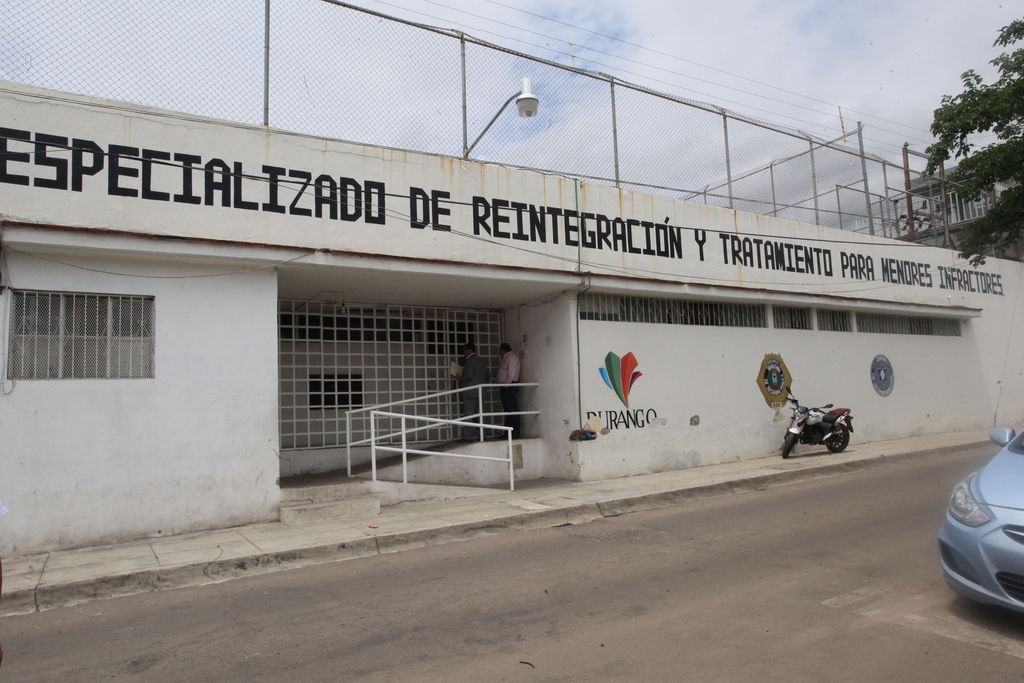 ESPECIALIZADO DE REINTEGRACIÓN Y TRATAMIENTO PARA MENORES INFRACTORES
DURANGO